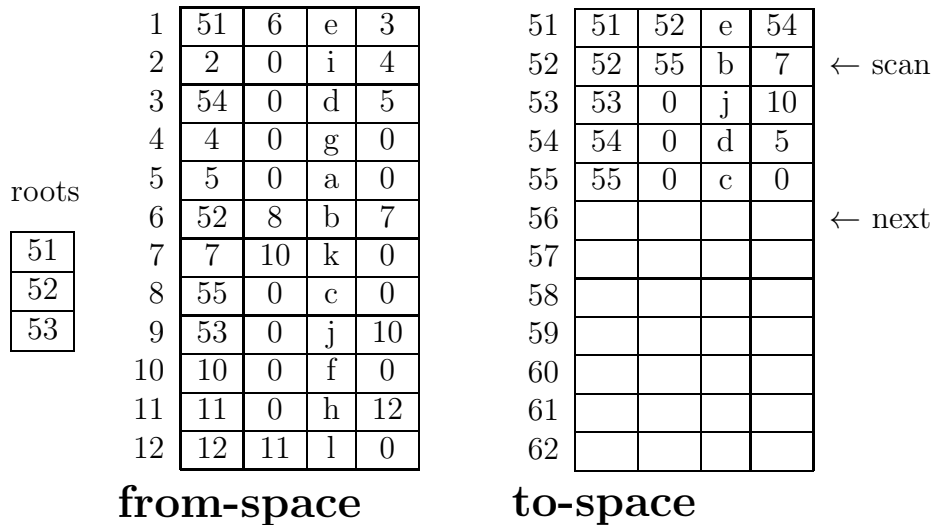 1 51 6 e 3 51 51 52 e 54
2 2 0 i 4 52 52 55 b 7 ← scan
3 54 0 d 5 53 53 0 j 10
4 4 0 g 0 54 54 0 d 5
5 5 0 a 0 55 55 0 c 0
roots
6 52 8 b 7 56 ← next
51 7 7 10 k 0 57
52 8 55 0 c 0 58
53 9 53 0 j 10 59
10 10 0 f 0 60
11 11 0 h 12 61
12 12 11 l 0 62
from-space to-space